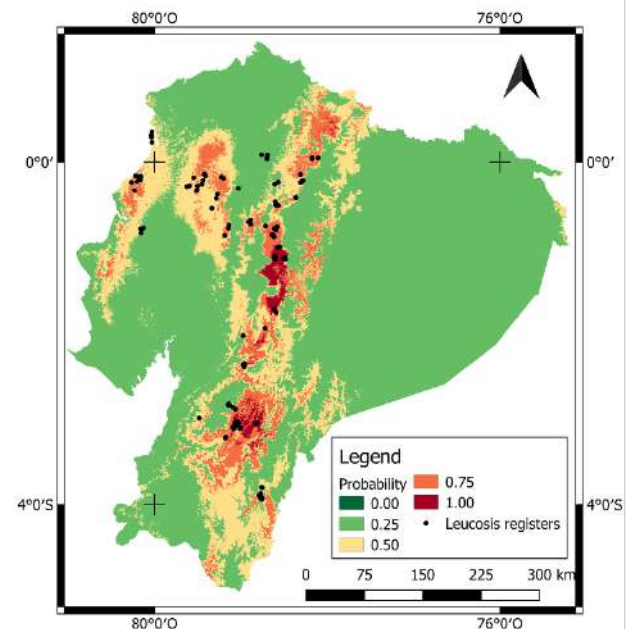 80°0'O 76°0'O
0°0' 0°0'
Legend
Probability
0.00
0.25
0.50
0.75
1.00
Leucosis registers
4°0'S 4°0'S
0 75 150 225 300 km
80°0'O 76°0'O